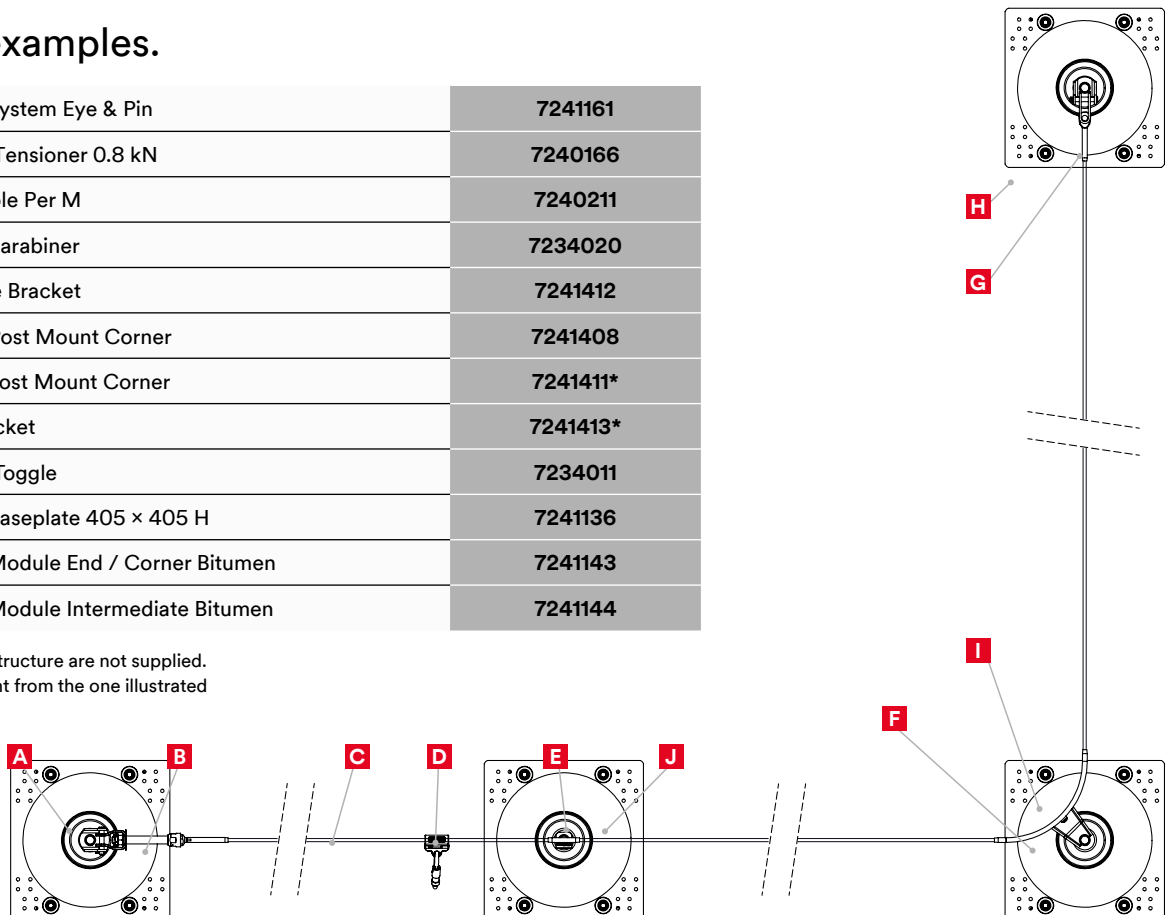 xamples.
ystem Eye & Pin 7241161
Tensioner 0.8 kN 7240166
le Per M 7240211
arabiner 7234020
Bracket 7241412
ost Mount Corner 7241408
ost Mount Corner 7241411*
cket 7241413*
Toggle 7234011
aseplate 405 × 405 H 7241136
Module End / Corner Bitumen 7241143
Module Intermediate Bitumen 7241144
tructure are not supplied.
t from the one illustrated
H
G
I
F
A B C D E J